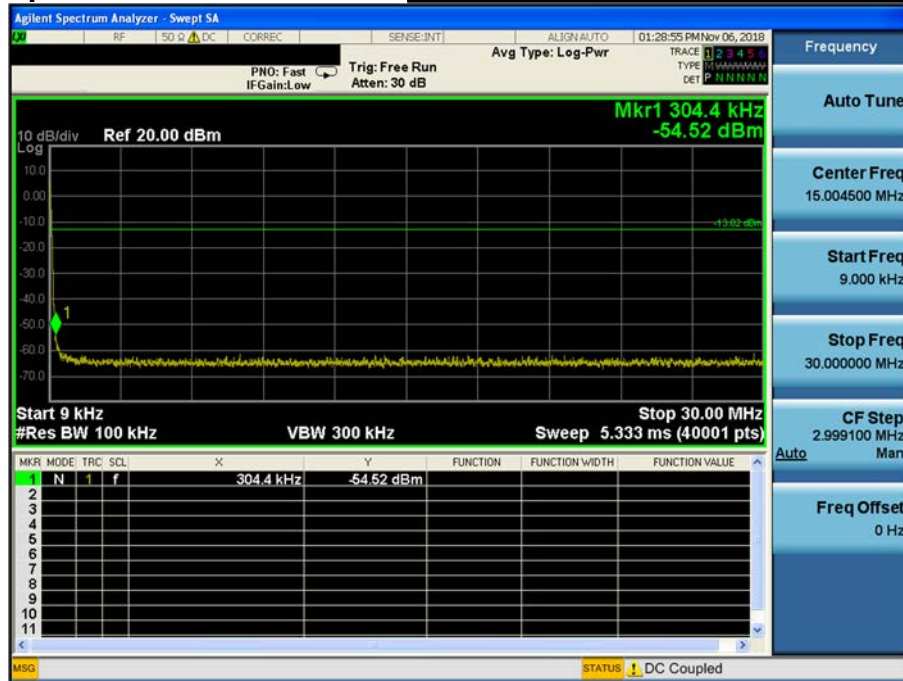 Agilent Spectrum Analyzer - Swept SA
LXI RF 50 Ω DC CORREC SENSE:INT ALIGN AUTO 01:28:55 PM Nov 06, 2018
Frequency
PNO: Fast Trig: Free Run Avg Type: Log-Pwr TRACE 1 2 3 4 5 6
IFGain:Low Atten: 30 dB TYPE M
DET P N N N N N
Auto Tune
Mkr1 304.4 kHz
10 dB/div Ref 20.00 dBm -54.52 dBm
Log
10.0
0.00
-10.0
-13.02 dBm
-20.0
-30.0
-40.0
-50.0
1
-60.0
-70.0
Center Freq
15.004500 MHz
Start Freq
9.000 kHz
Stop Freq
30.000000 MHz
Start 9 kHz Stop 30.00 MHz
#Res BW 100 kHz VBW 300 kHz Sweep 5.333 ms (40001 pts)
CF Step
2.999100 MHz
Auto Man
MKR MODE TRC SCL X Y FUNCTION FUNCTION WIDTH FUNCTION VALUE
1 N 1 f 304.4 kHz -54.52 dBm
2
3
4
5
6
7
8
9
10
11
Freq Offset
0 Hz
MSG STATUS DC Coupled